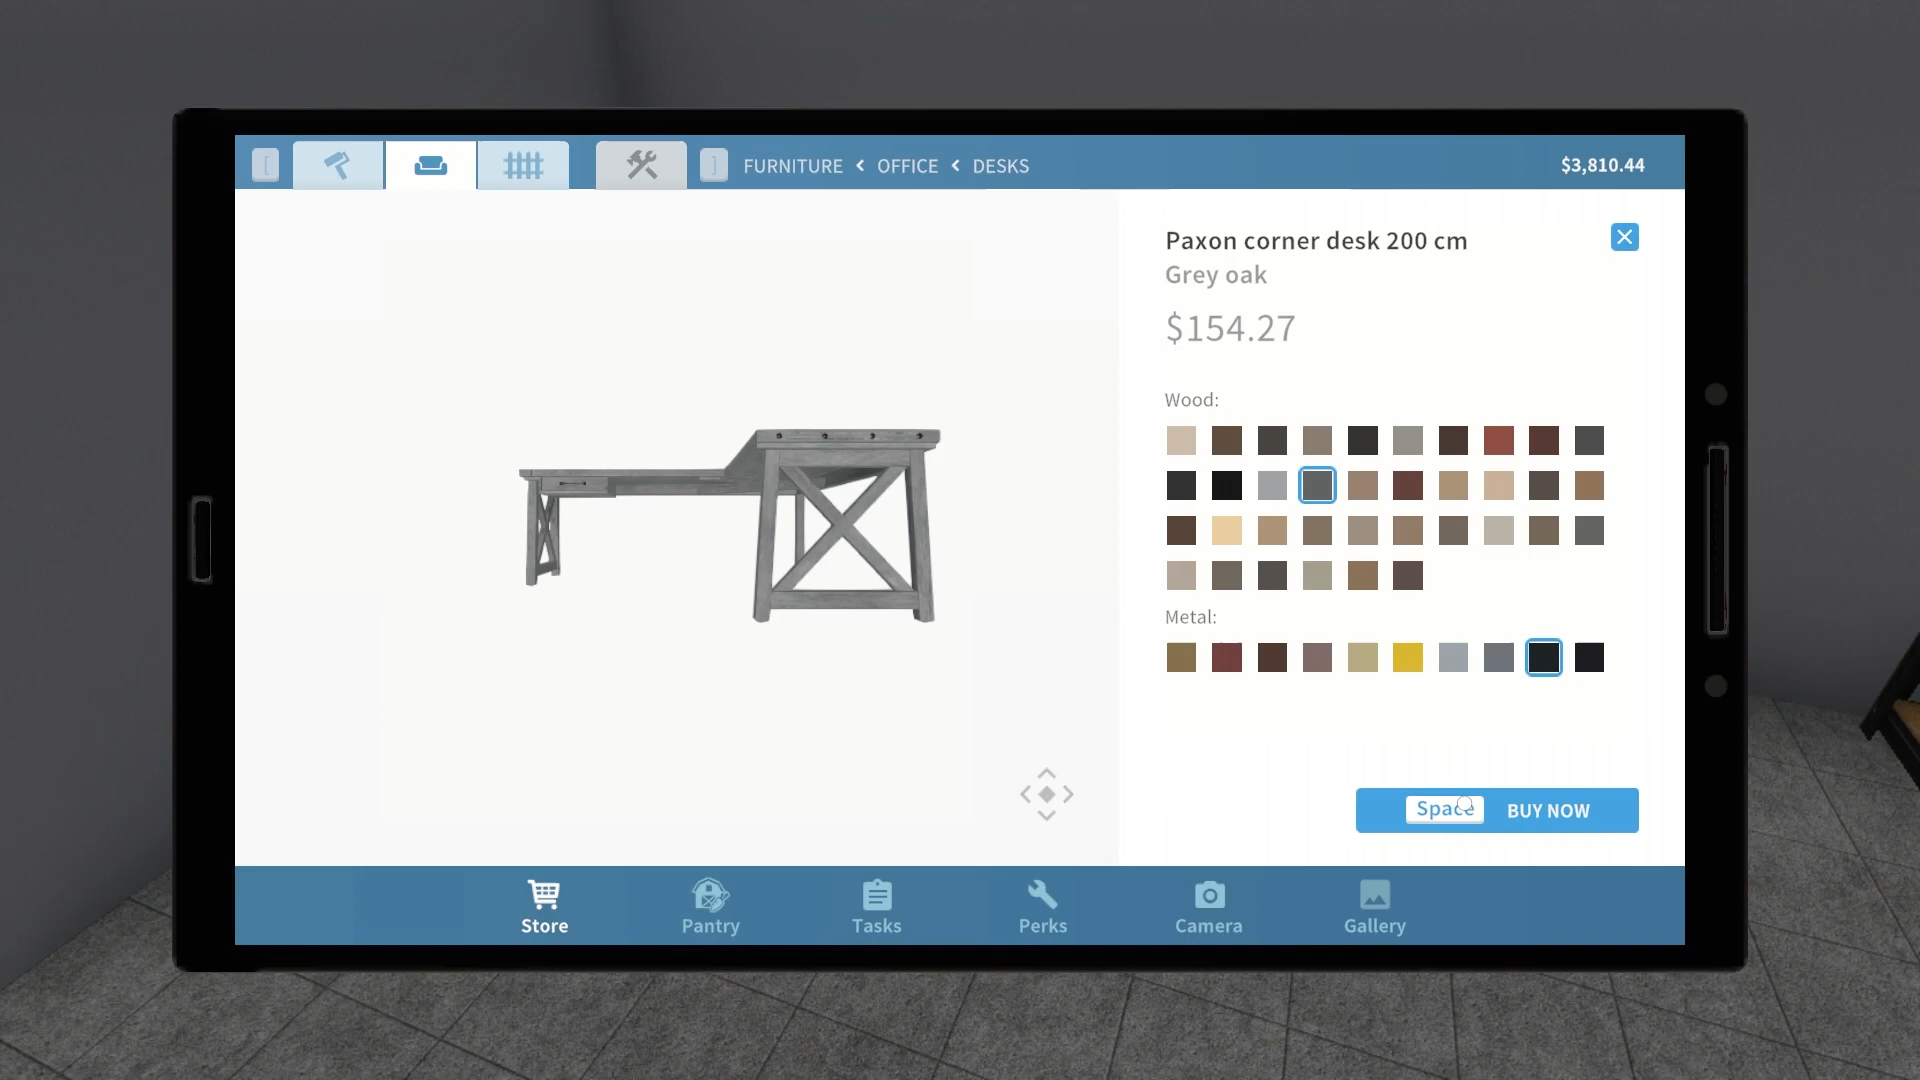 [
]
FURNITURE < OFFICE < DESKS
$3,810.44
Paxon corner desk 200 cm
Grey oak
$154.27
Wood:
Metal:
Space BUY NOW
Store
Pantry
Tasks
Perks
Camera
Gallery